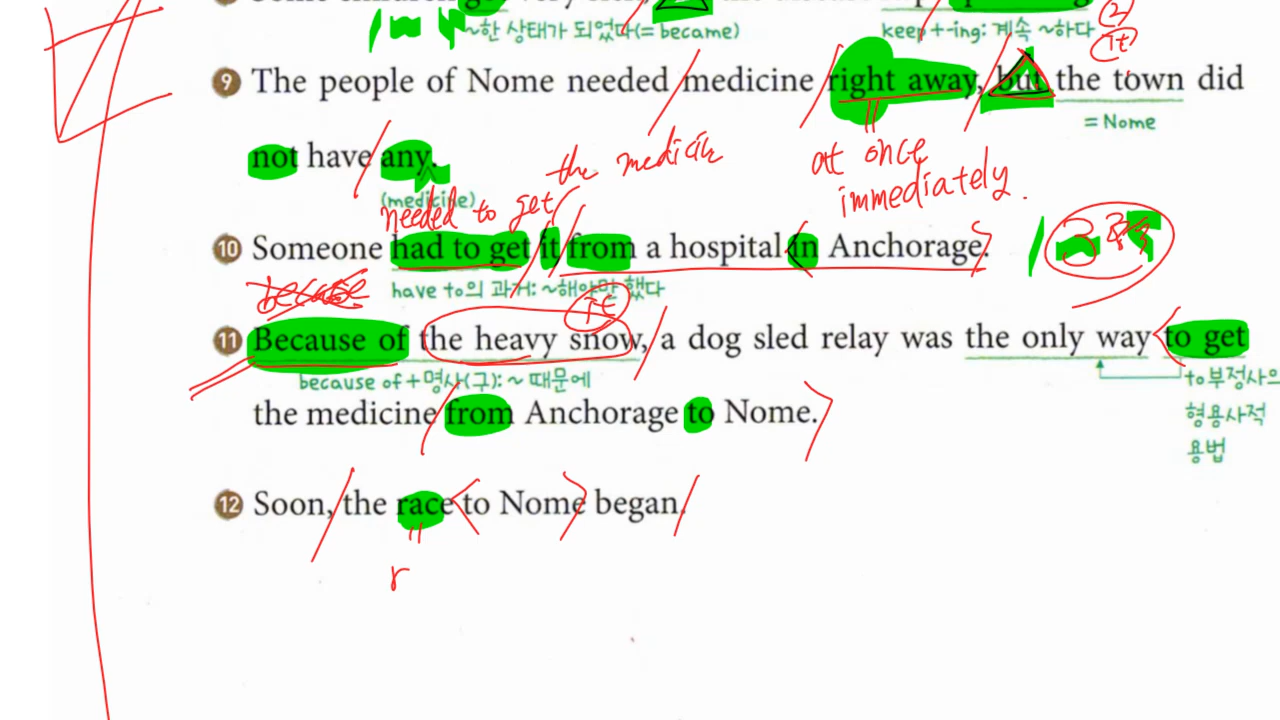 ~한 상태가 되었다(= became) keep +-ing: 계속 ~하다
9 The people of Nome needed medicine right away, but the town did
= Nome
not have any.
the medicin
at once
immediately.
(medicine)
needed to get
10 Someone had to get it from a hospital in Anchorage.
because
have to의 과거: ~해야만 했다
11 Because of the heavy snow, a dog sled relay was the only way to get
because of+명사(구): ~ 때문에
to부정사의
the medicine from Anchorage to Nome.
형용사적
용법
12 Soon, the race to Nome began.
r